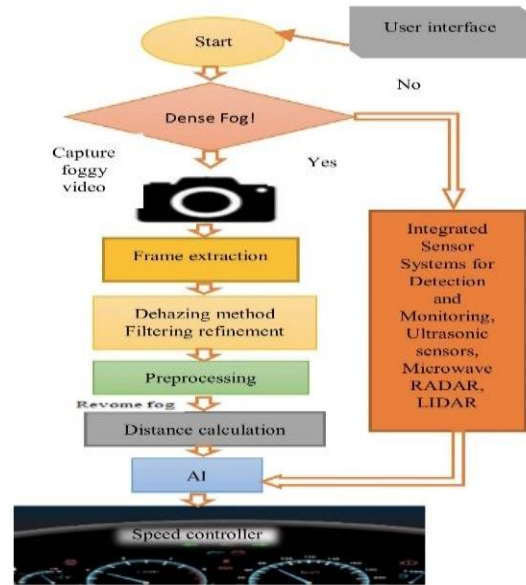 User interface
Start
No
Dense Fog!
Capture
foggy
video
Yes
Integrated
Sensor
Systems for
Detection
and
Monitoring,
Ultrasonic
sensors,
Microwave
RADAR,
LIDAR
Frame extraction
Dehazing method
Filtering refinement
Preprocessing
Revome fog
Distance calculation
AI
Speed controller